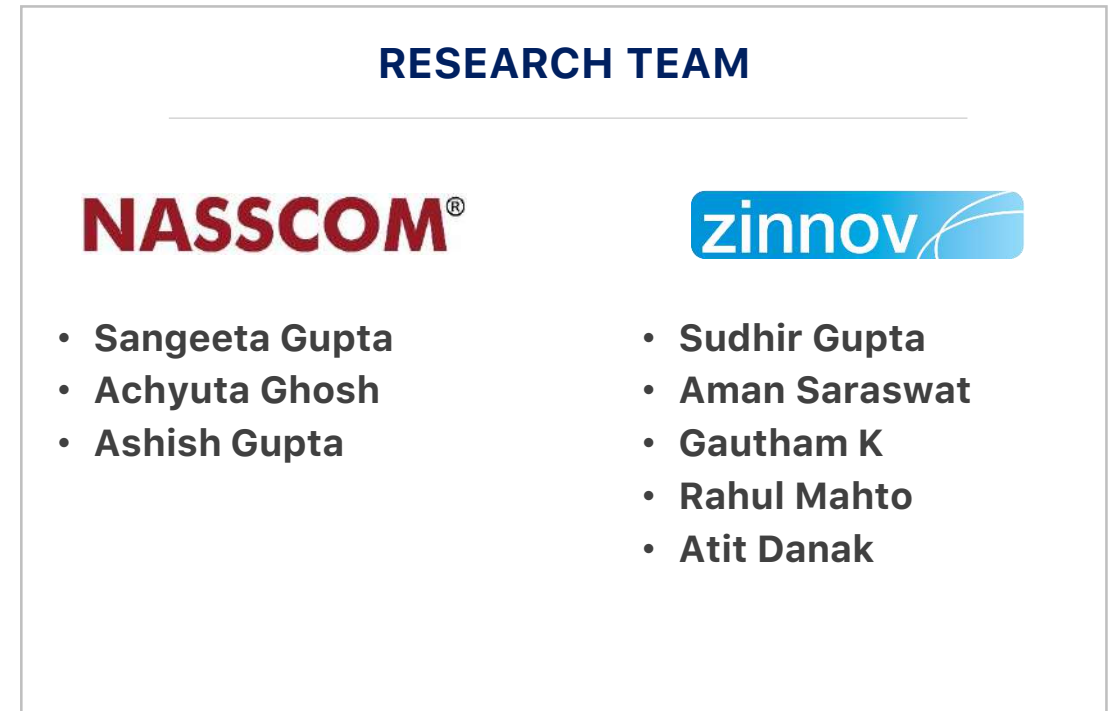 RESEARCH TEAM
NASSCOM®
• Sangeeta Gupta
• Achyuta Ghosh
• Ashish Gupta
zinnov
• Sudhir Gupta
• Aman Saraswat
• Gautham K
• Rahul Mahto
• Atit Danak